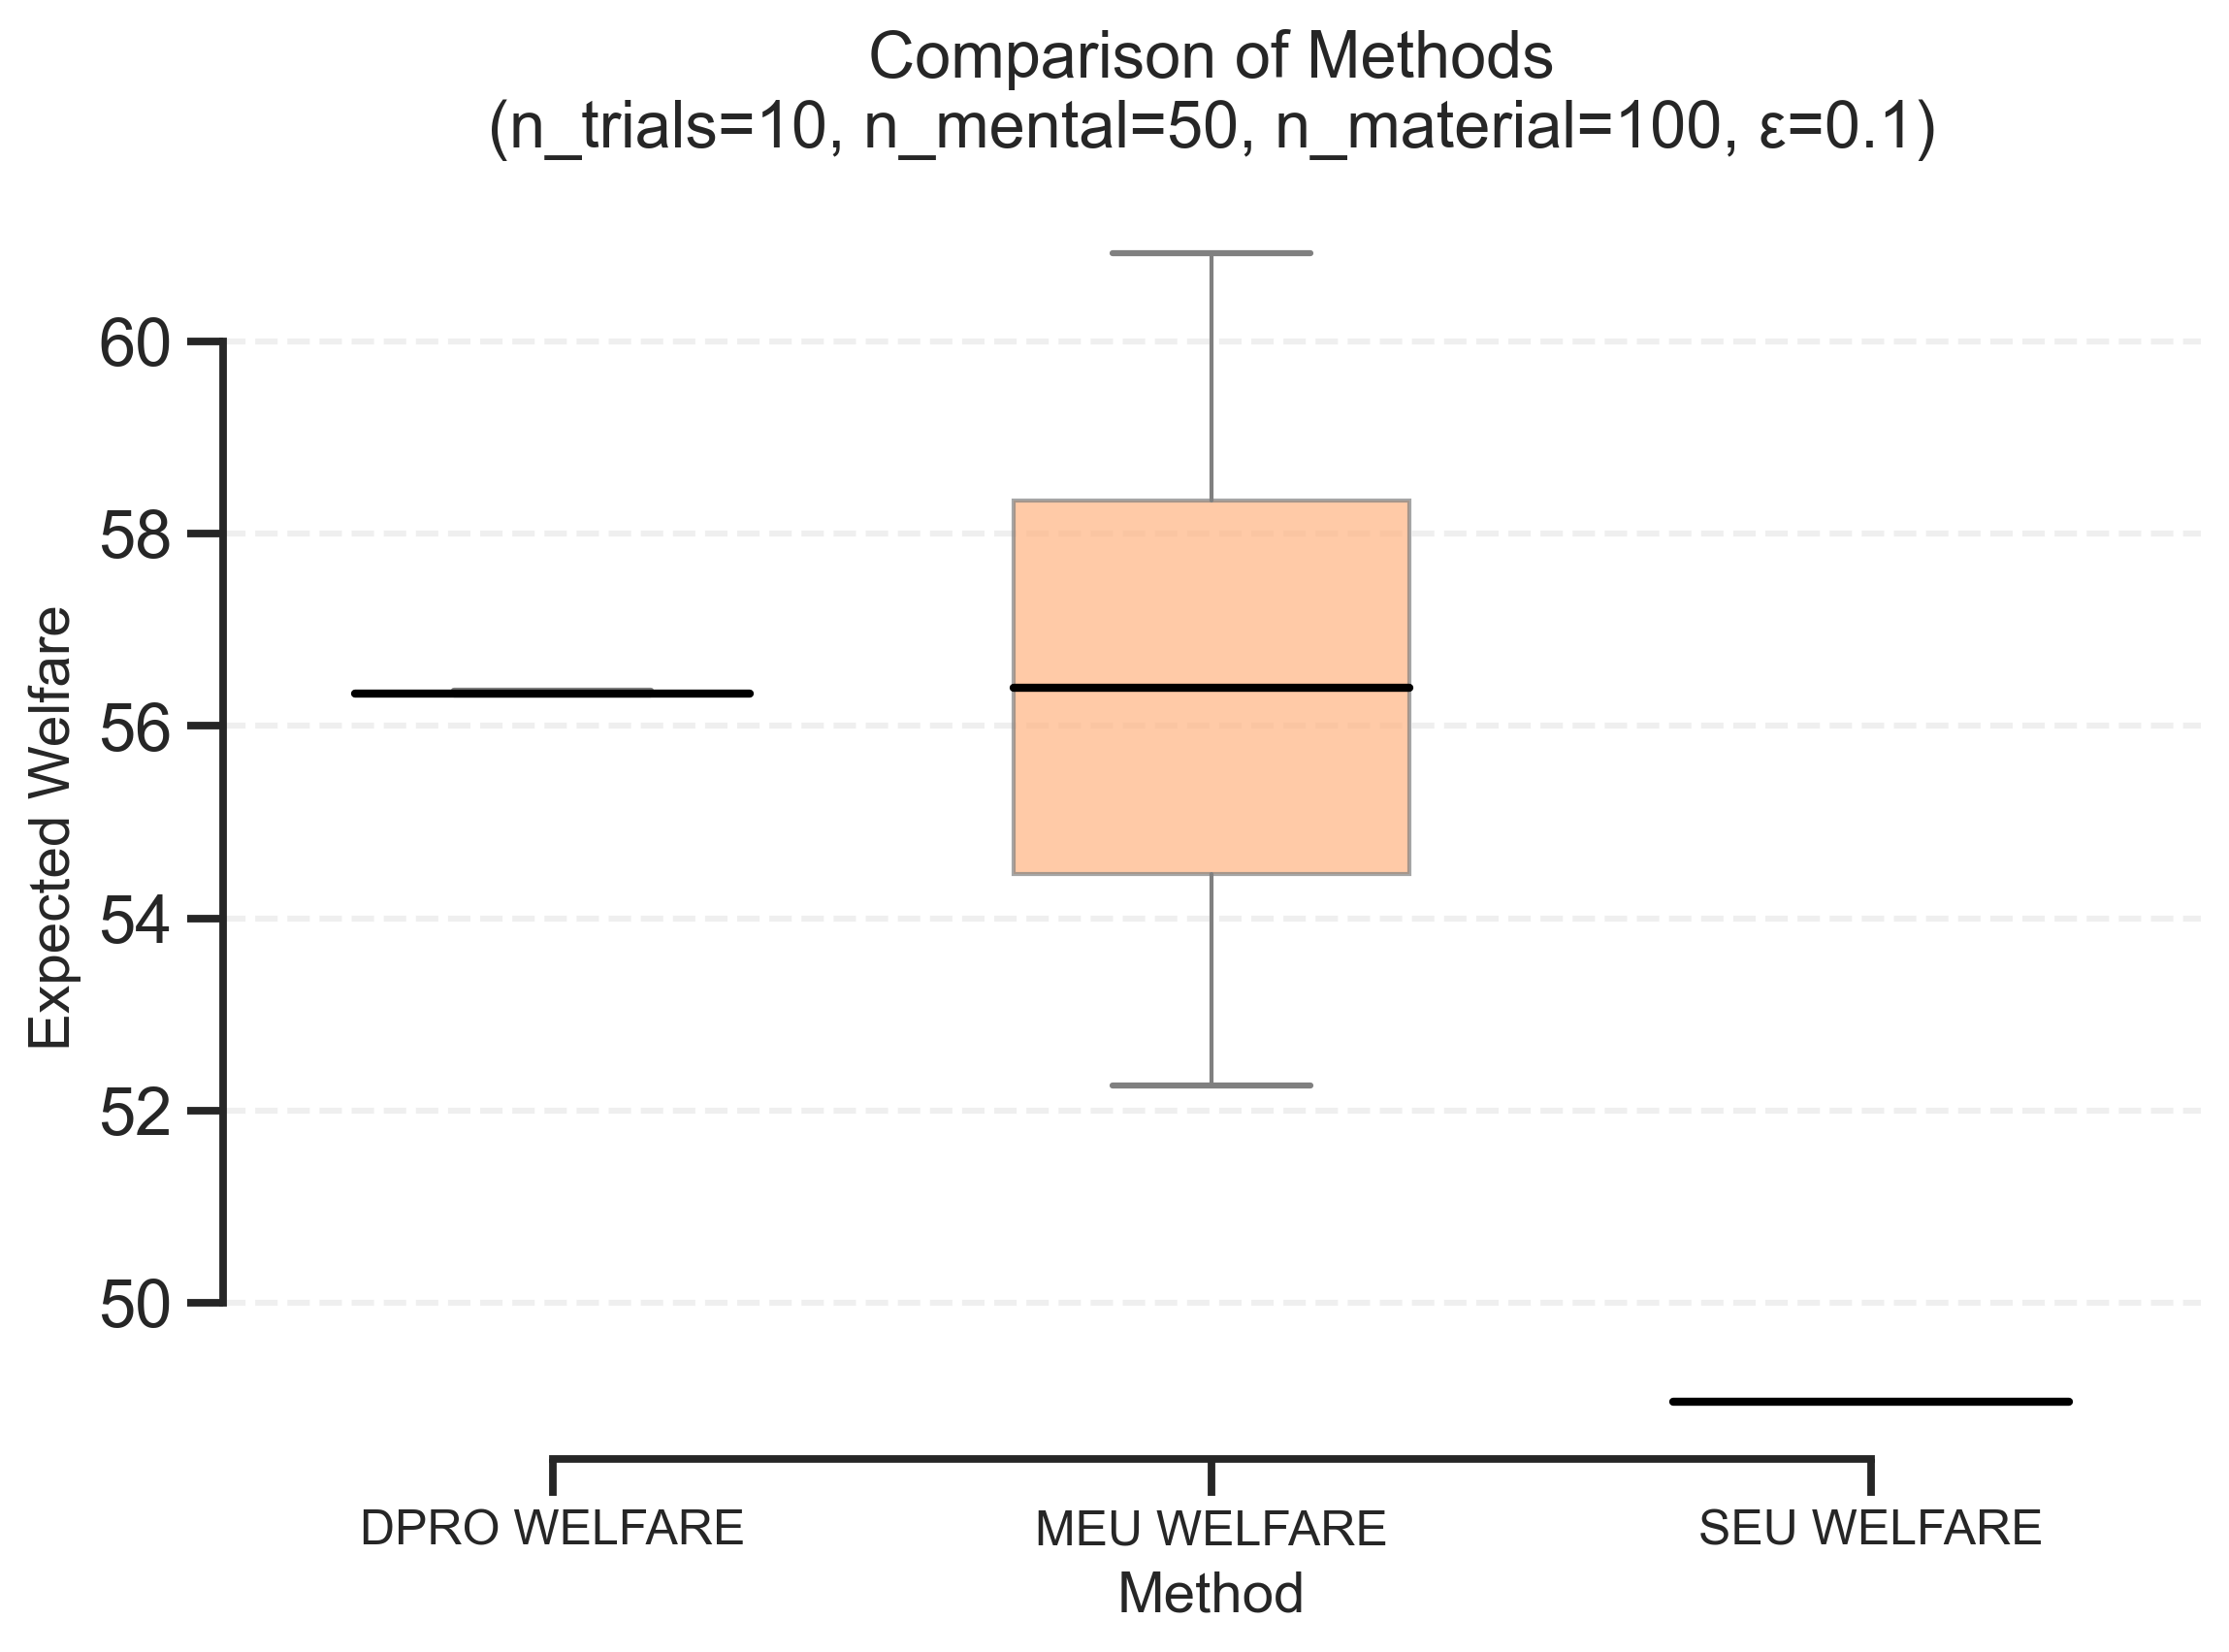 Comparison of Methods
(n_trials=10, n_mental=50, n_material=100, ε=0.1)
Expected Welfare
60
58
56
54
52
50
DPRO WELFARE
MEU WELFARE
SEU WELFARE
Method